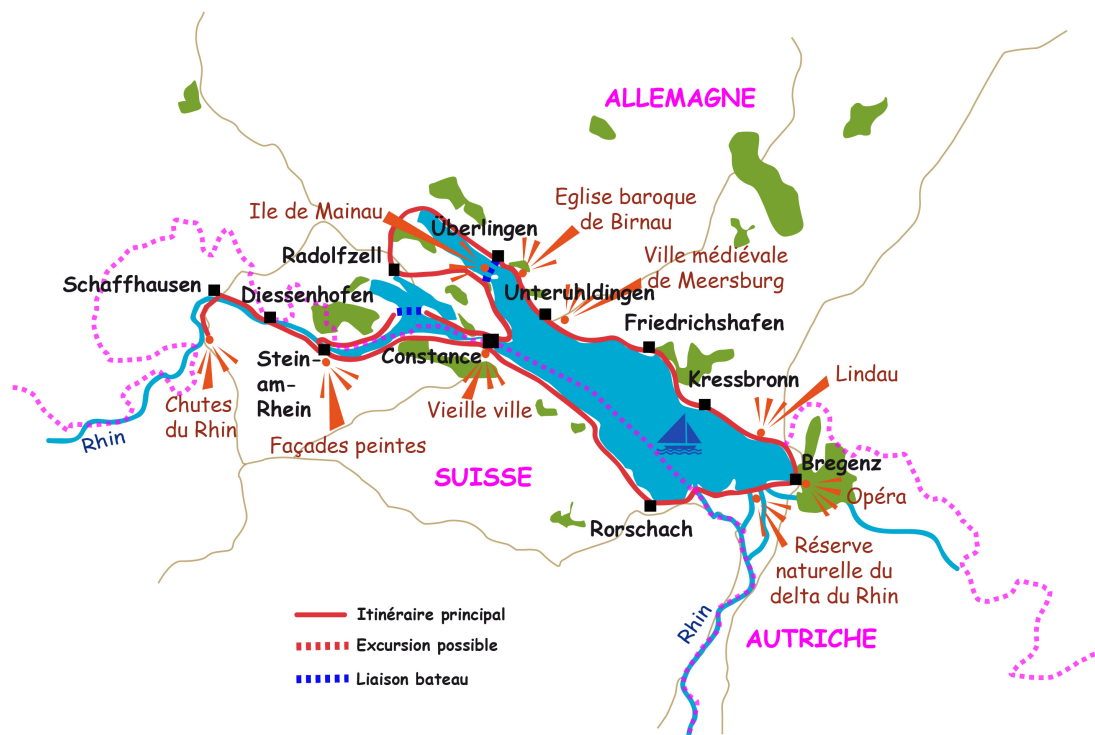 ALLEMAGNE
Eglise baroque
de Birnau
Ile de Mainau
Überlingen
Ville médiévale
de Meersburg
Radolfzell
Schaffhausen
Diessenhofen
Unteruhldingen
Friedrichshafen
Stein-
am-
Rhein
Constance
Kressbronn
Lindau
Chutes
du Rhin
Vieille ville
Rhin
Façades peintes
SUISSE
Bregenz
Opéra
Rorschach
Réserve
naturelle du
delta du Rhin
Rhin
AUTRICHE
Itinéraire principal
Excursion possible
Liaison bateau